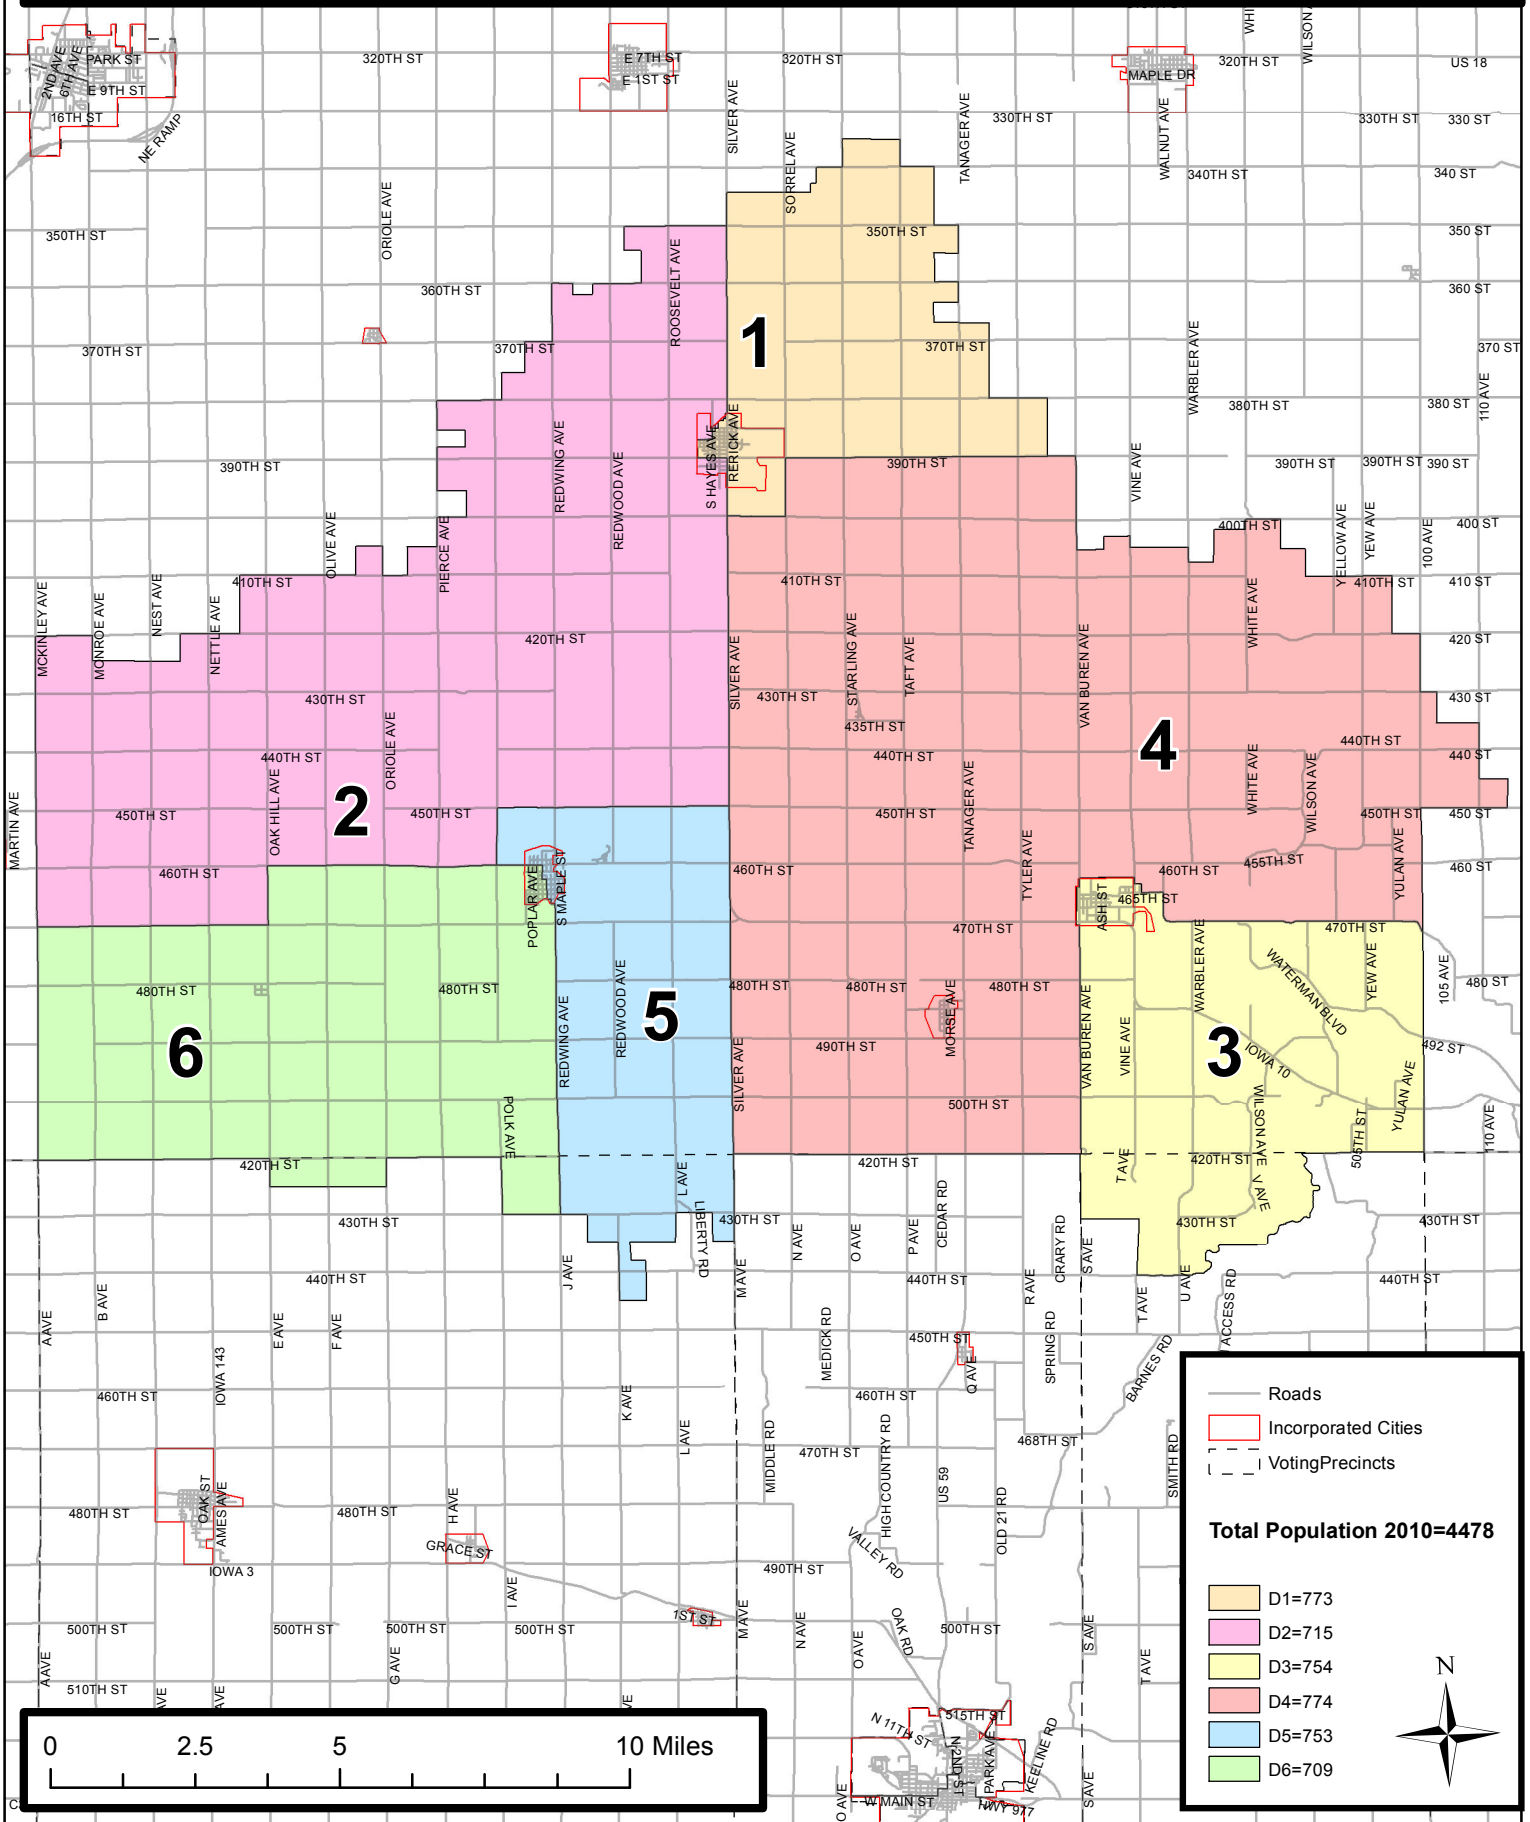 PARK ST
2ND AVE
6TH AVE
E 9TH ST
16TH ST
NE RAMP
320TH ST
E 7TH ST
E 1ST ST
SILVER AVE
320TH ST
SORREL AVE
TANAGER AVE
330TH ST
MAPLE DR
WALNUT AVE
320TH ST
US 18
330TH ST
330 ST
340TH ST
340 ST
350TH ST
ORIOLE AVE
ROOSEVELT AVE
350TH ST
350 ST
360TH ST
360 ST
370TH ST
370TH ST
1
370TH ST
WARBLER AVE
370 ST
380TH ST
380 ST
110 AVE
390TH ST
REDWING AVE
REDWOOD AVE
S HAYES AVE
RERICK AVE
390TH ST
VINE AVE
390TH ST
390TH ST
390 ST
OLIVE AVE
PIERCE AVE
400TH ST
YELLOW AVE
YEW AVE
100 AVE
400 ST
410TH ST
410TH ST
410TH ST
410 ST
MCKINLEY AVE
MONROE AVE
NEST AVE
NETTLE AVE
420TH ST
SILVER AVE
STARLING AVE
TAFT AVE
VAN BUREN AVE
WHITE AVE
420 ST
430TH ST
430TH ST
430 ST
435TH ST
440TH ST
ORIOLE AVE
440TH ST
4
440TH ST
440 ST
MARTIN AVE
450TH ST
OAK HILL AVE
2
450TH ST
450TH ST
TANAGER AVE
WHITE AVE
WILSON AVE
450TH ST
450 ST
460TH ST
460TH ST
TYLER AVE
460TH ST
455TH ST
YULAN AVE
460 ST
POPLAR AVE
S MAPLE ST
ASH ST
465TH ST
470TH ST
470TH ST
480TH ST
480TH ST
REDWOOD AVE
5
480TH ST
480TH ST
480TH ST
WARBLER AVE
WATERMAN BLVD
YEW AVE
105 AVE
480 ST
6
REDWING AVE
SILVER AVE
490TH ST
MORSE AVE
VAN BUREN AVE
VINE AVE
3
IOWA 10
492 ST
POLK AVE
500TH ST
WILSON AVE
505TH ST
YULAN AVE
110 AVE
420TH ST
L AVE
420TH ST
T AVE
420TH ST
V AVE
430TH ST
LIBERTY RD
430TH ST
N AVE
O AVE
P AVE
CEDAR RD
CRARY RD
S AVE
430TH ST
430TH ST
440TH ST
J AVE
M AVE
440TH ST
R AVE
T AVE
U AVE
440TH ST
A AVE
B AVE
E AVE
F AVE
MEDICK RD
450TH ST
SPRING RD
ACCESS RD
460TH ST
IOWA 143
K AVE
460TH ST
Q AVE
BARNES RD
L AVE
MIDDLE RD
470TH ST
HIGH COUNTRY RD
468TH ST
SMITH RD
480TH ST
OAK ST
AMES AVE
480TH ST
H AVE
US 59
OLD 21 RD
IOWA 3
GRACE ST
490TH ST
VALLEY RD
I AVE
500TH ST
500TH ST
500TH ST
500TH ST
1ST ST
M AVE
N AVE
O AVE
OAK RD
500TH ST
S AVE
A AVE
G AVE
T AVE
510TH ST
N 11TH ST
515TH ST
N 2ND ST
PARK AVE
KEELINE RD
O AVE
W MAIN ST
HWY 977
S AVE
0 2.5 5 10 Miles
Roads
Incorporated Cities
VotingPrecincts
Total Population 2010=4478
D1=773
D2=715
D3=754
D4=774
D5=753
D6=709
N